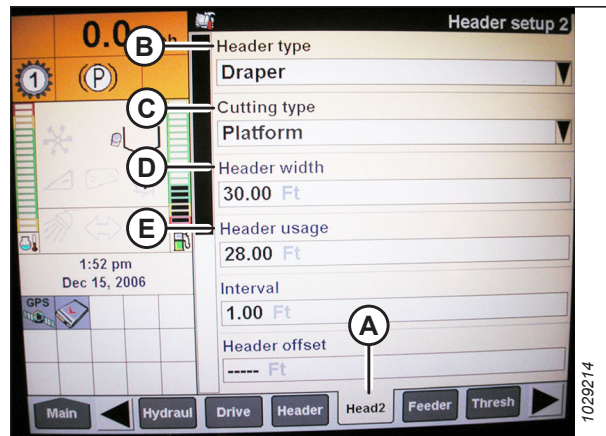 0.0
Header setup 2
B
Header type
Draper
1
(P)
C
Cutting type
Platform
D
Header width
30.00 Ft
E
Header usage
28.00 Ft
1:52 pm
Dec 15, 2006
Interval
1.00 Ft
GPS
L
A
Header offset
----- Ft
Main
Hydraul
Drive
Header
Head2
Feeder
Thresh
1029214